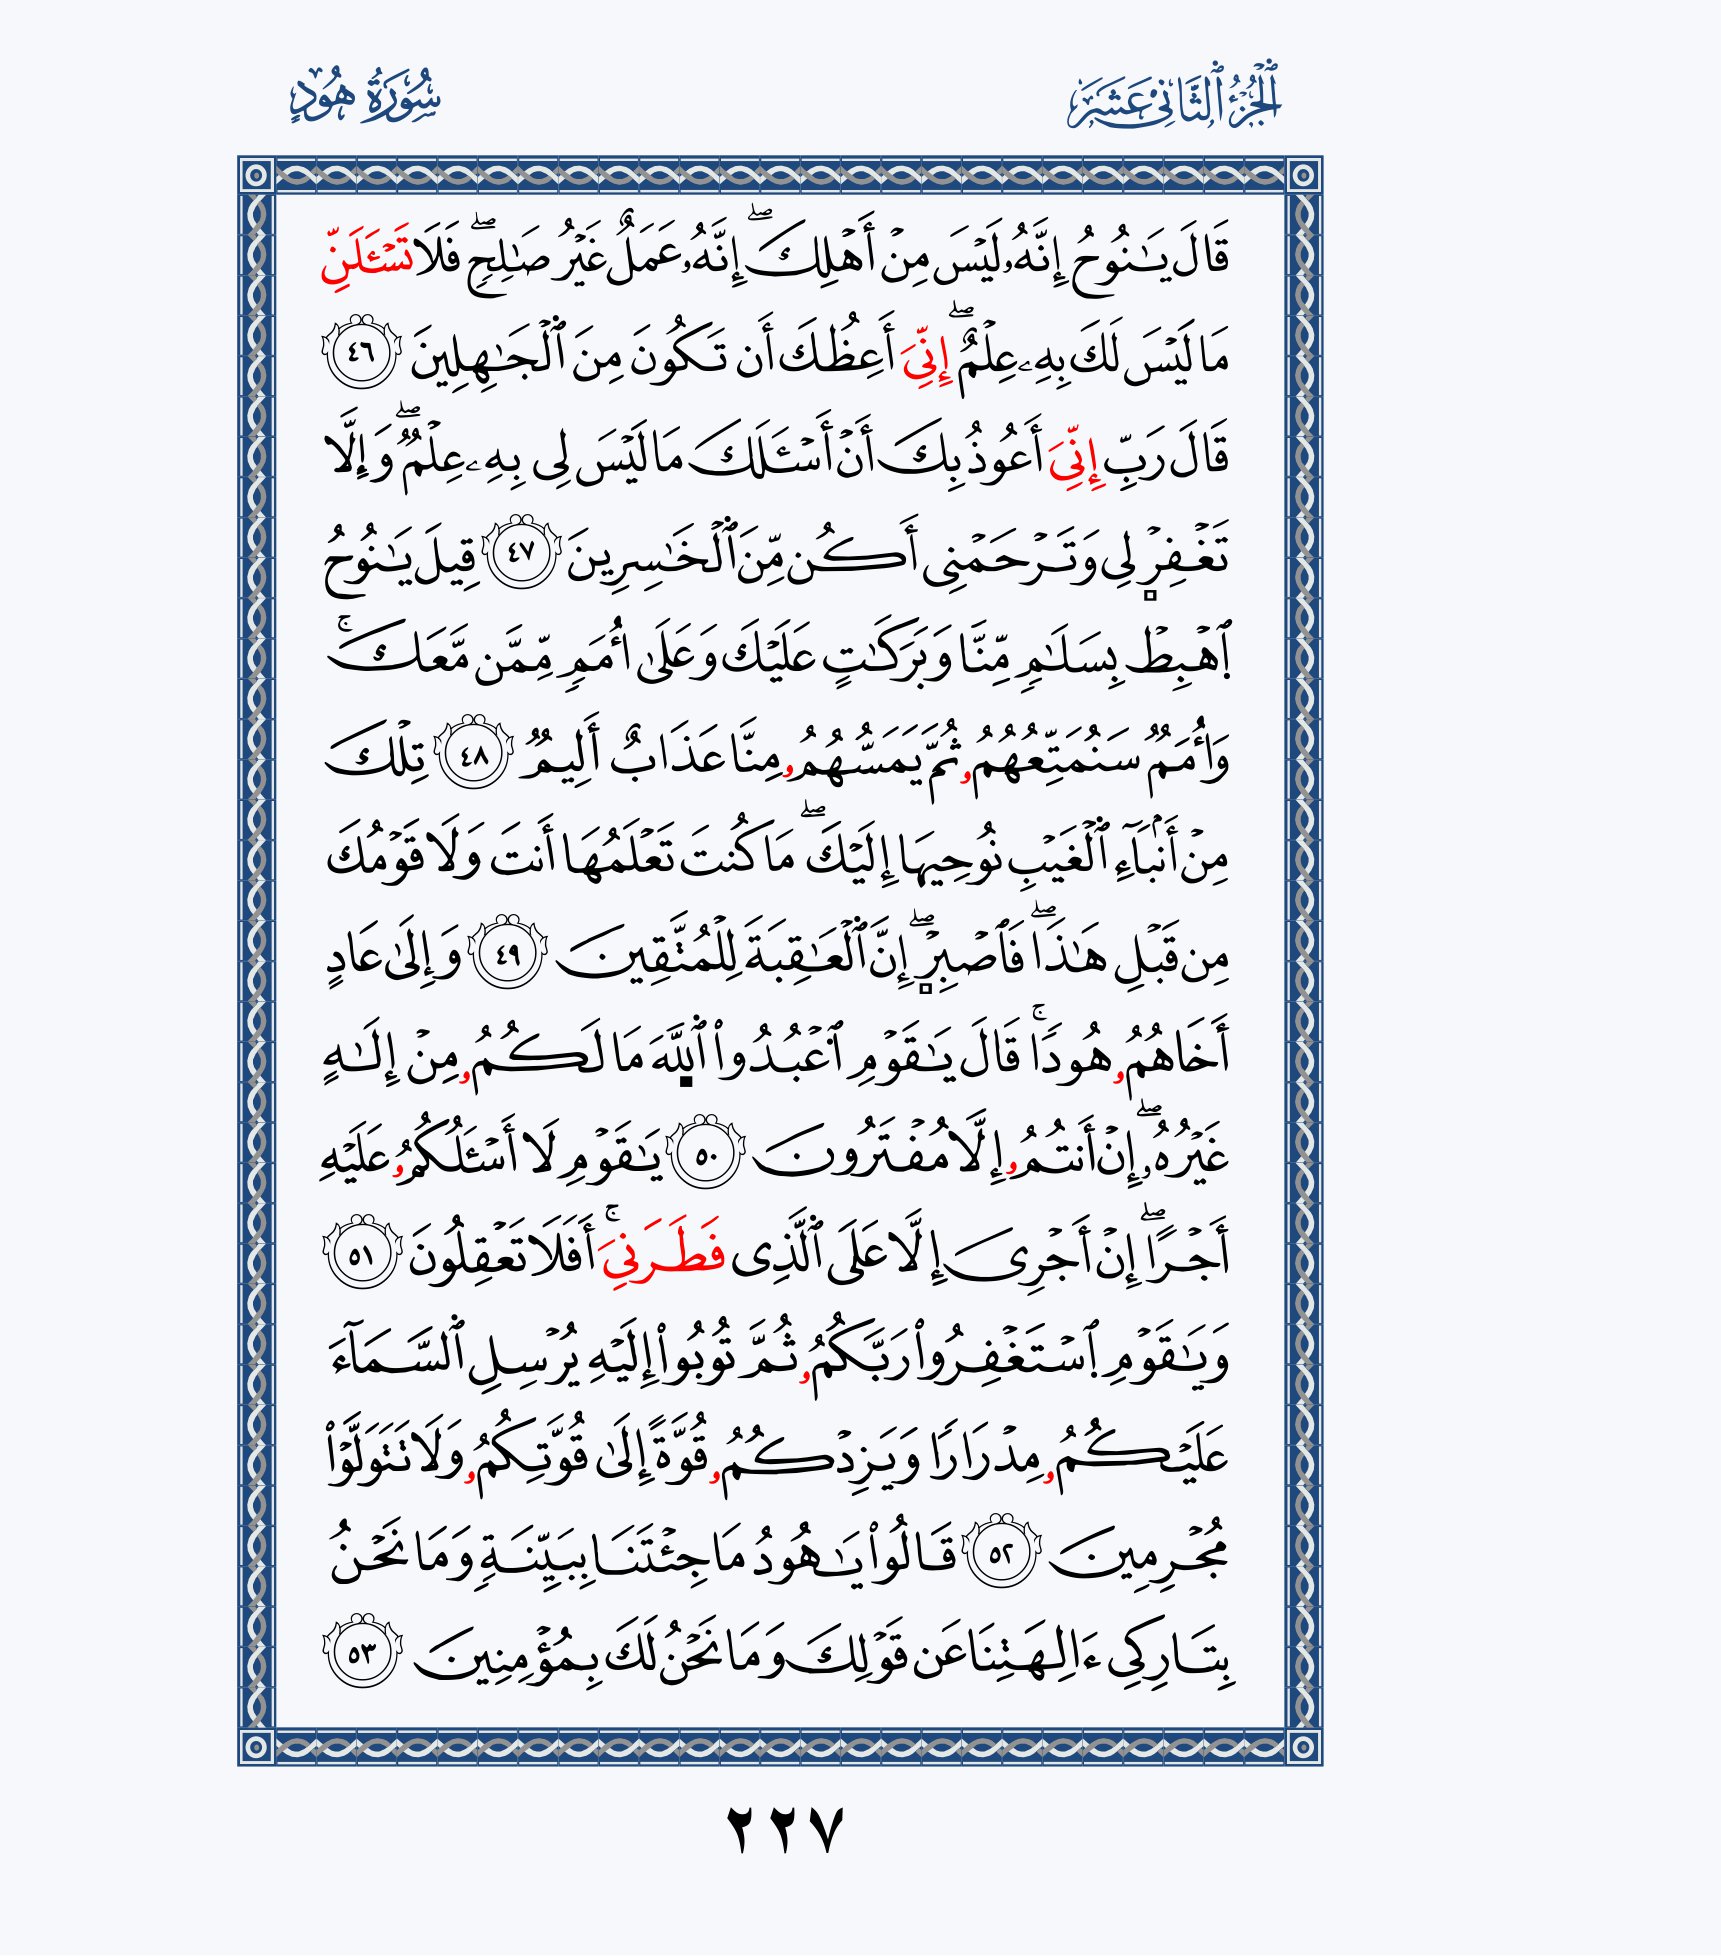 ٱلْجُزْءُ ٱلثَّانِىْ عَشَرَ
سُوْرَةُ هُوْدٍ
قَالَ يَـٰنُوحُ إِنَّهُۥ لَيۡسَ مِنۡ أَهۡلِكَۖ إِنَّهُۥ عَمَلٌ غَيۡرُ صَـٰلِحٖۖ فَلَا تَسۡـَٔلَنِّ
مَا لَيۡسَ لَكَ بِهِۦ عِلۡمٌۖ إِنِّيَ أَعِظُكَ أَن تَكُونَ مِنَ ٱلۡجَـٰهِلِينَ ٤٦
قَالَ رَبِّ إِنِّيَ أَعُوذُ بِكَ أَنۡ أَسۡـَٔلَكَ مَا لَيۡسَ لِى بِهِۦ عِلۡمٞۖ وَإِلَّا
تَغۡفِرۡ لِى وَتَرۡحَمۡنِى أَكُن مِّنَ ٱلۡخَـٰسِرِينَ ٤٧ قِيلَ يَـٰنُوحُ
ٱهۡبِطۡ بِسَلَـٰمٖ مِّنَّا وَبَرَكَـٰتٍ عَلَيۡكَ وَعَلَىٰ أُمَمٖ مِّمَّن مَّعَكَۚ
وَأُمَمٞ سَنُمَتِّعُهُمُۥ ثُمَّ يَمَسُّهُمُۥ مِنَّا عَذَابٌ أَلِيمٞ ٤٨ تِلۡكَ
مِنۡ أَنۢبَآءِ ٱلۡغَيۡبِ نُوحِيهَا إِلَيۡكَۖ مَا كُنتَ تَعۡلَمُهَا أَنتَ وَلَا قَوۡمُكَ
مِن قَبۡلِ هَـٰذَاۖ فَٱصۡبِرۡۖ إِنَّ ٱلۡعَـٰقِبَةَ لِلۡمُتَّقِينَ ٤٩ وَإِلَىٰ عَادٍ
أَخَاهُمُۥ هُودٗاۚ قَالَ يَـٰقَوۡمِ ٱعۡبُدُواْ ٱللَّهَ مَا لَكُمُۥ مِنۡ إِلَـٰهٍ
غَيۡرُهُۥۖ إِنۡ أَنتُمُۥ إِلَّا مُفۡتَرُونَ ٥٠ يَـٰقَوۡمِ لَا أَسۡـَٔلُكُمُۥ عَلَيۡهِ
أَجۡرًاۖ إِنۡ أَجۡرِى إِلَّا عَلَى ٱلَّذِى فَطَرَنِيَۚ أَفَلَا تَعۡقِلُونَ ٥١
وَيَـٰقَوۡمِ ٱسۡتَغۡفِرُواْ رَبَّكُمُۥ ثُمَّ تُوبُواْ إِلَيۡهِ يُرۡسِلِ ٱلسَّمَآءَ
عَلَيۡكُمُۥ مِدۡرَارٗا وَيَزِدۡكُمُۥ قُوَّةً إِلَىٰ قُوَّتِكُمُۥ وَلَا تَتَوَلَّوۡاْ
مُجۡرِمِينَ ٥٢ قَالُواْ يَـٰهُودُ مَا جِئۡتَنَا بِبَيِّنَةٖ وَمَا نَحۡنُ
بِتَارِكِى ءَالِهَتِنَا عَن قَوۡلِكَ وَمَا نَحۡنُ لَكَ بِمُؤۡمِنِينَ ٥٣
٢٢٧